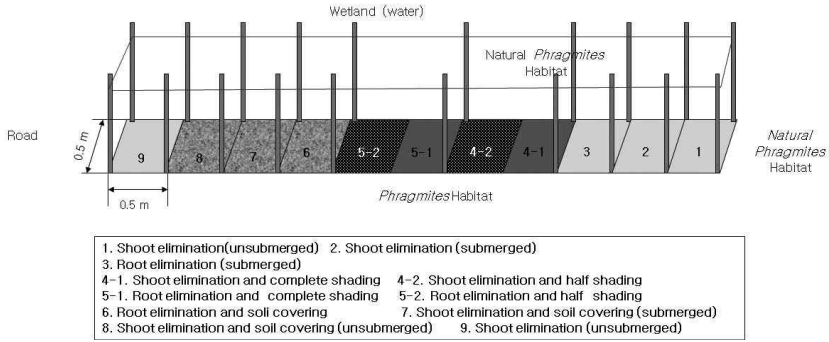 Wetland (water)
Natural Phragmites
Habitat
Road
0.5 m
9
8
7
6
5-2
5-1
4-2
4-1
3
2
1
Natural
Phragmites
Habitat
0.5 m
Phragmites Habitat
1. Shoot elimination(unsubmerged) 2. Shoot elimination (submerged)
3. Root elimination (submerged)
4-1. Shoot elimination and complete shading 4-2. Shoot elimination and half shading
5-1. Root elimination and complete shading 5-2. Root elimination and half shading
6. Root elimination and soli covering 7. Shoot elimination and soil covering (submerged)
8. Shoot elimination and soil covering (unsubmerged) 9. Shoot elimination (unsubmerged)